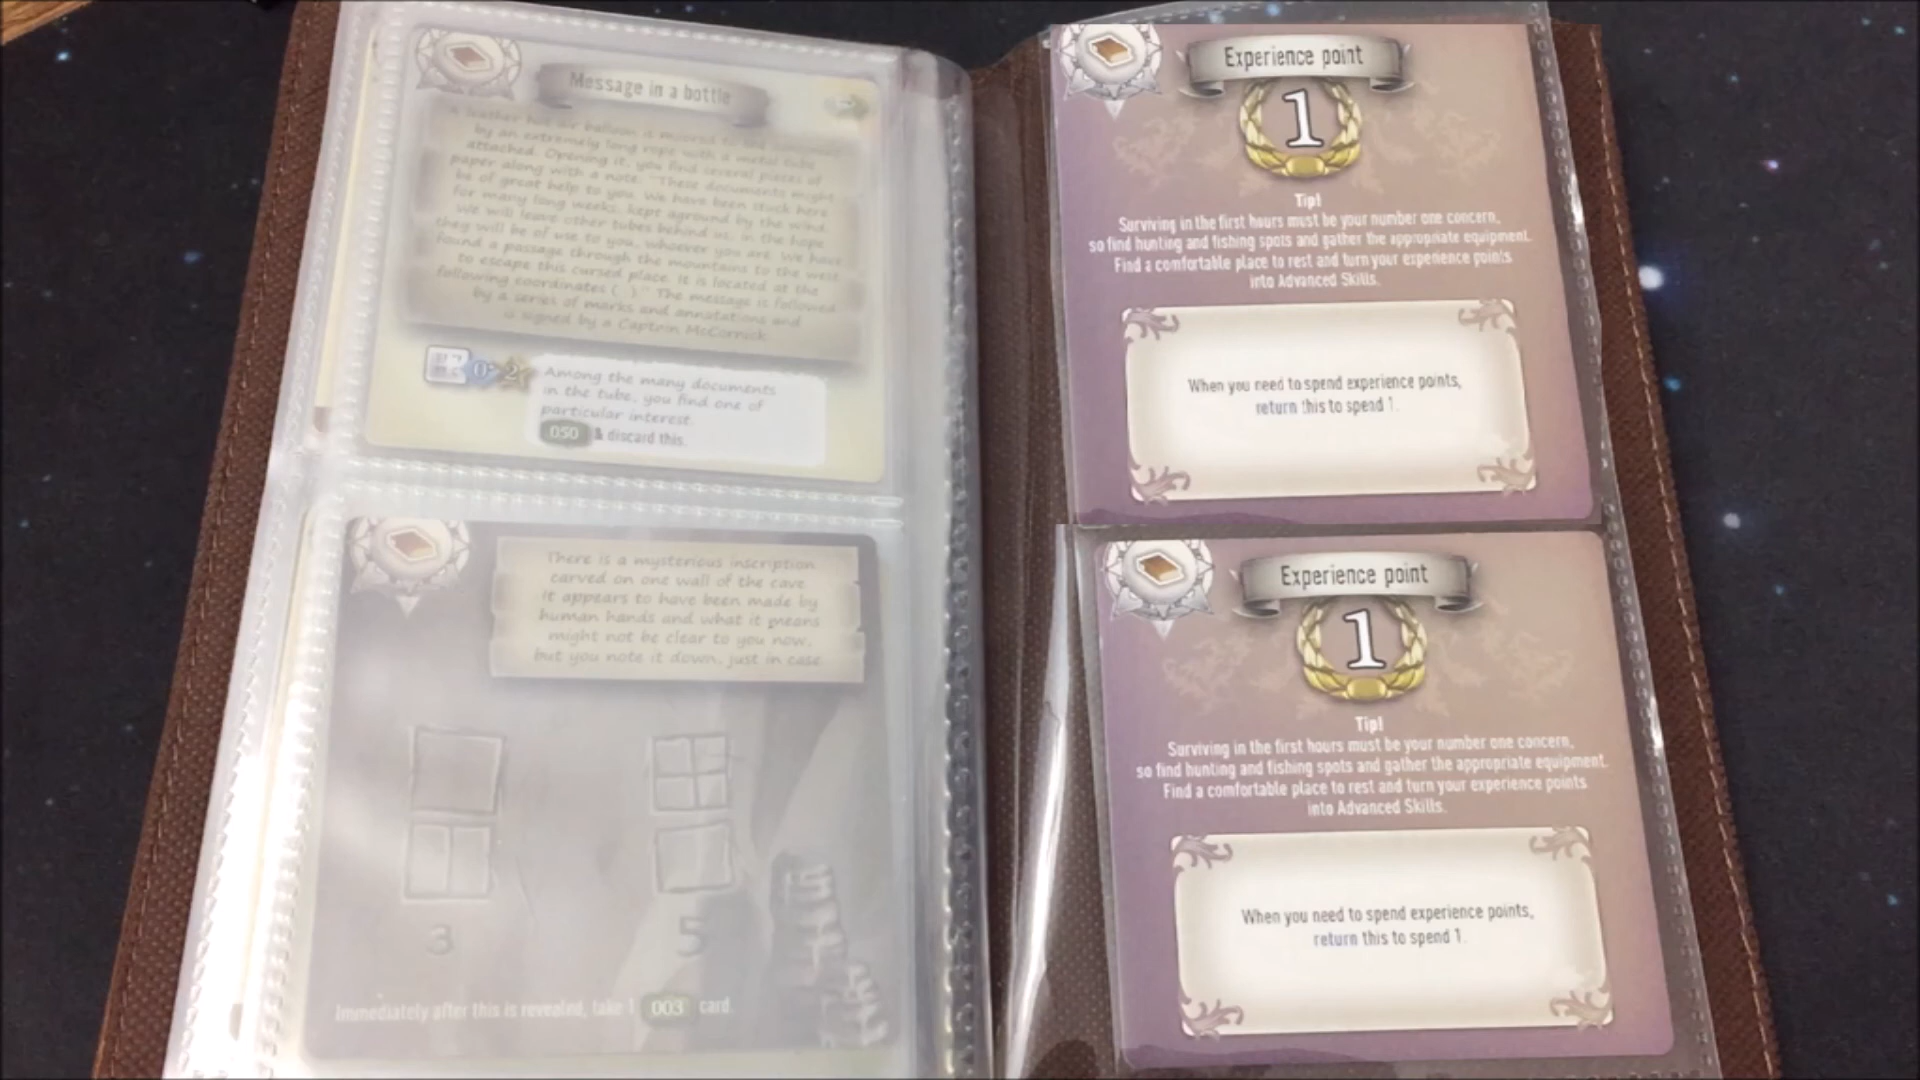 Message in a bottle
A leather hot air balloon is moored to the
by an extremely long rope with a metal tube
attached. Opening it, you find several pieces of
paper along with a note. "These documents might
be of great help to you. We have been stuck here
for many long weeks, kept aground by the wind.
We will leave other tubes behind us, in the hope
they will be of use to you, whoever you are. We have
found a passage through the mountains to the west
to escape this cursed place. It is located at the
following coordinates (...)" The message is followed
by a series of marks and annotations and
is signed by a Captain McCormick.
Among the many documents
in the tube, you find one of
particular interest.
050 & discard this.
There is a mysterious inscription
carved on one wall of the cave
it appears to have been made by
human hands and what it means
might not be clear to you now,
but you note it down, just in case
3 5
Immediately after this is revealed, take 1 003 card.
Experience point
1
Tip!
Surviving in the first hours must be your number one concern,
so find hunting and fishing spots and gather the appropriate equipment.
Find a comfortable place to rest and turn your experience points
into Advanced Skills.
When you need to spend experience points,
return this to spend 1.
Experience point
1
Tip!
Surviving in the first hours must be your number one concern,
so find hunting and fishing spots and gather the appropriate equipment.
Find a comfortable place to rest and turn your experience points
into Advanced Skills.
When you need to spend experience points,
return this to spend 1.